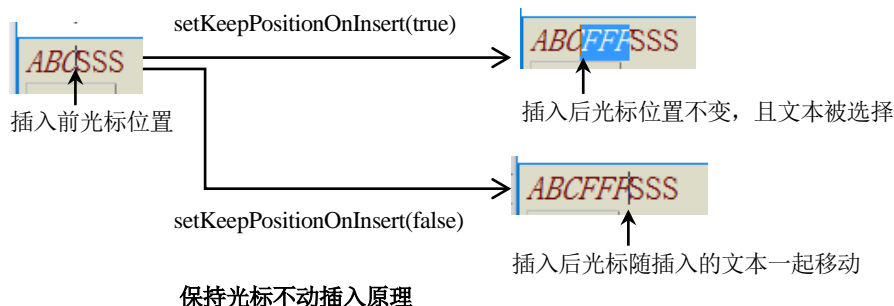 setKeepPositionOnInsert(true)
ABCSSS
ABCFFFSSS
插入前光标位置
插入后光标位置不变，且文本被选择
ABCFFFSSS
setKeepPositionOnInsert(false)
插入后光标随插入的文本一起移动
保持光标不动插入原理